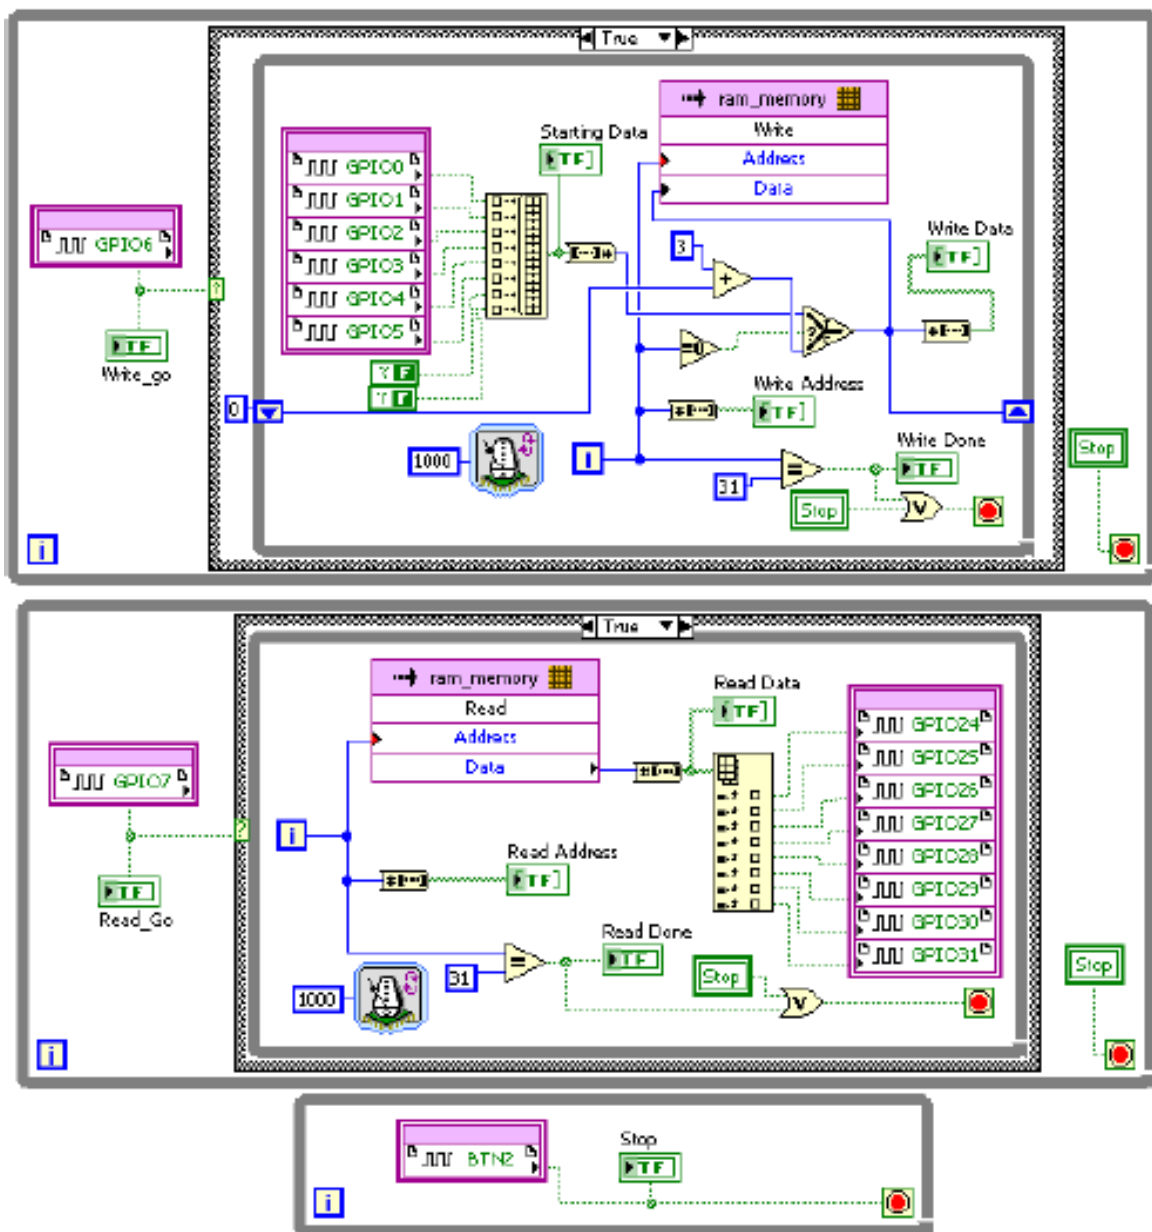 True
ram_memory
Write
Address
Data
Starting Data
GPIO0
GPIO1
GPIO2
GPIO3
GPIO4
GPIO5
TF
GPIO6
TF
Write_go
3
Write Data
TF
F
F
Write Address
TF
0
1000
i
31
Write Done
TF
Stop
Stop
i
True
ram_memory
Read
Address
Data
Read Data
TF
GPIO24
GPIO25
GPIO26
GPIO27
GPIO28
GPIO29
GPIO30
GPIO31
GPIO7
TF
Read_Go
i
Read Address
TF
Read Done
TF
31
1000
Stop
Stop
i
BTN2
Stop
TF
i